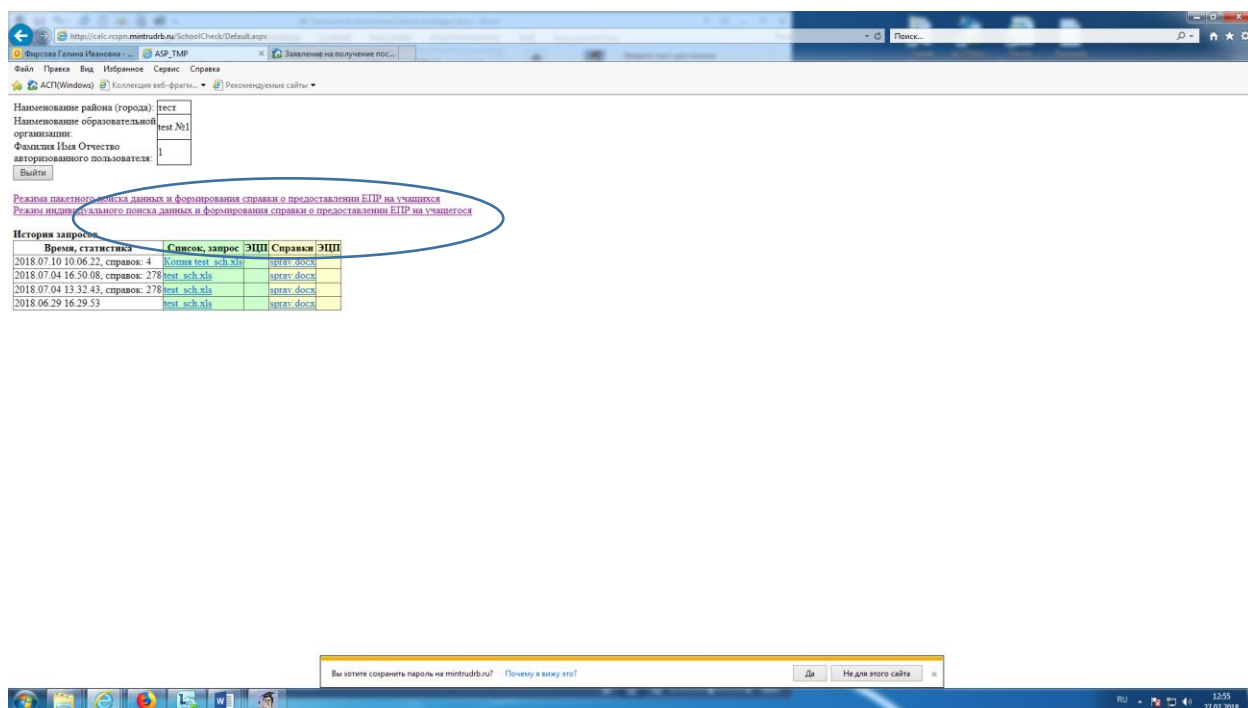 http://calc.rcspn.mintrudrb.ru/SchoolCheck/Default.aspx
Поиск...
Фирсова Галина Ивановна - ...
ASP_TMP
Заявление на получение пос...
Файл Правка Вид Избранное Сервис Справка
АСП(Windows) Коллекция веб-фрагм... Рекомендуемые сайты
Наименование района (города): тест
Наименование образовательной организации: test №1
Фамилия Имя Отчество авторизованного пользователя: 1
Выйти
Режима пакетного поиска данных и формирования справки о предоставлении ЕПР на учащихся
Режим индивидуального поиска данных и формирования справки о предоставлении ЕПР на учащегося
История запросов
Время, статистика Список, запрос ЭЦП Справки ЭЦП
2018.07.10 10.06.22, справок: 4 Копия test_sch.xls sprav.docx
2018.07.04 16.50.08, справок: 278 test_sch.xls sprav.docx
2018.07.04 13.32.43, справок: 278 test_sch.xls sprav.docx
2018.06.29 16.29.53 test_sch.xls sprav.docx
Вы хотите сохранить пароль на mintrudrb.ru? Почему я вижу это? Да Не для этого сайта
RU 12:55
27.07.2018